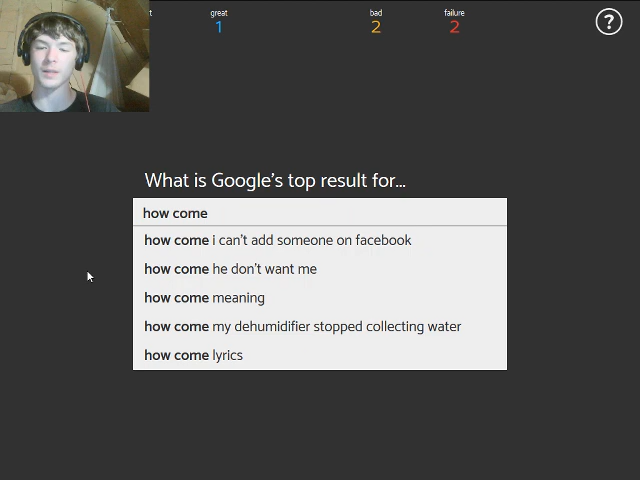 t great bad failure
1 2 2
?
What is Google's top result for...
how come
how come i can't add someone on facebook
how come he don't want me
how come meaning
how come my dehumidifier stopped collecting water
how come lyrics